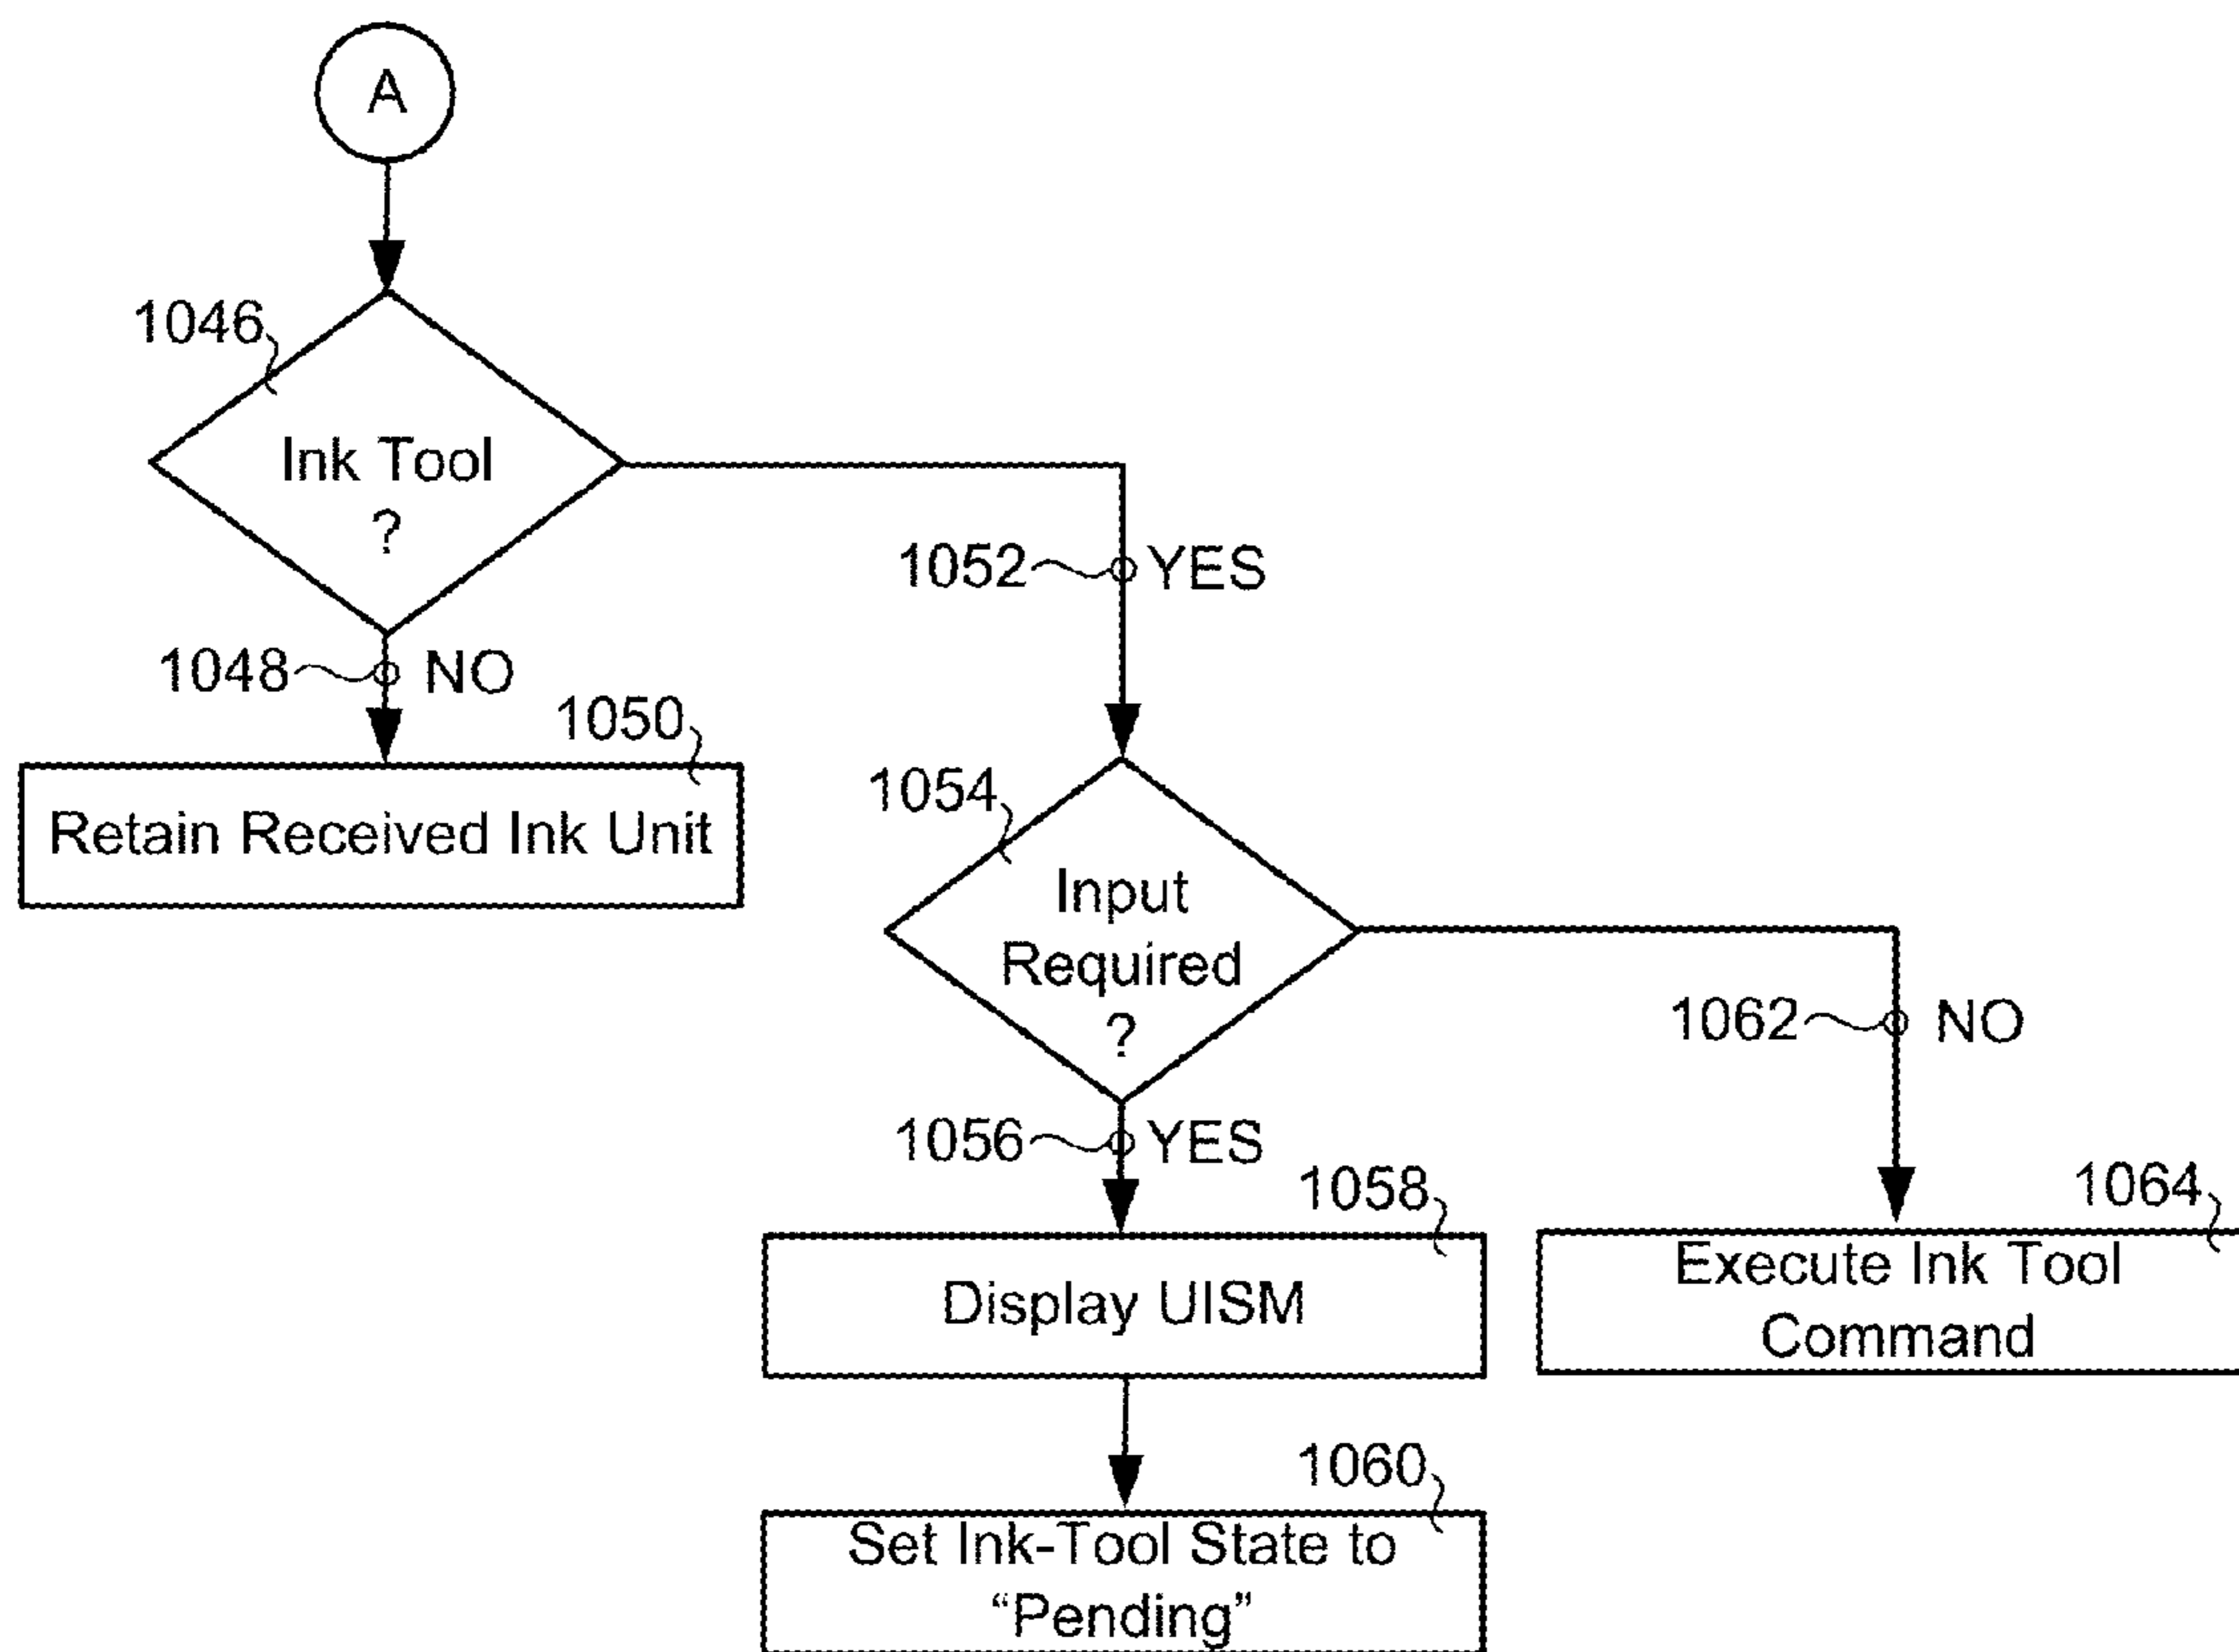 A
1046
Ink Tool
?
1052 YES
1048 NO
1050
Retain Received Ink Unit
1054
Input
Required
?
1062 NO
1056 YES
1058
1064
Display UISM
Execute Ink Tool
Command
1060
Set Ink-Tool State to
“Pending”